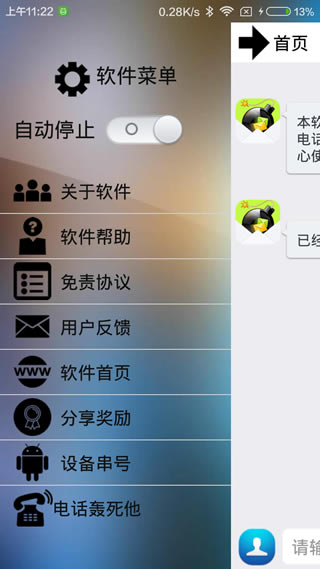 上午11:22
0.28K/s
13%
软件菜单
首页
自动停止
本软
电话
心使
关于软件
软件帮助
已经
免责协议
用户反馈
WWW
软件首页
分享奖励
设备串号
电话轰死他
请输